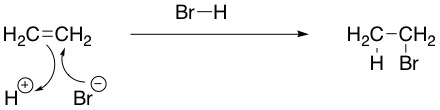 Br–H
H₂C=CH₂
H₂C–CH₂
H Br
H⊕ Br⊖